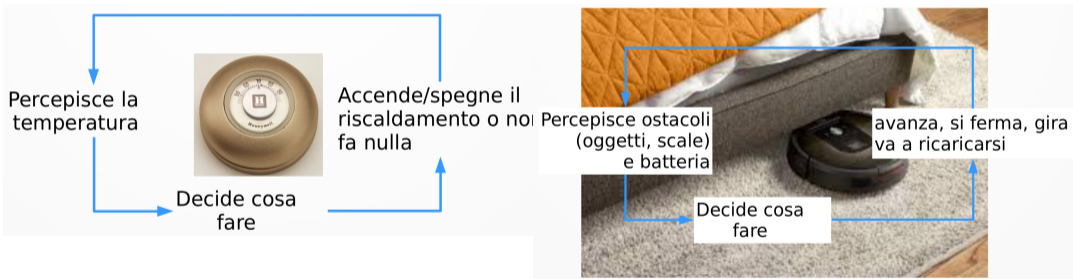 Percepisce la
temperatura
Accende/spegne il
riscaldamento o non
fa nulla
Decide cosa
fare
Honeywell
Percepisce ostacoli
(oggetti, scale)
e batteria
avanza, si ferma, gira
va a ricaricarsi
Decide cosa
fare